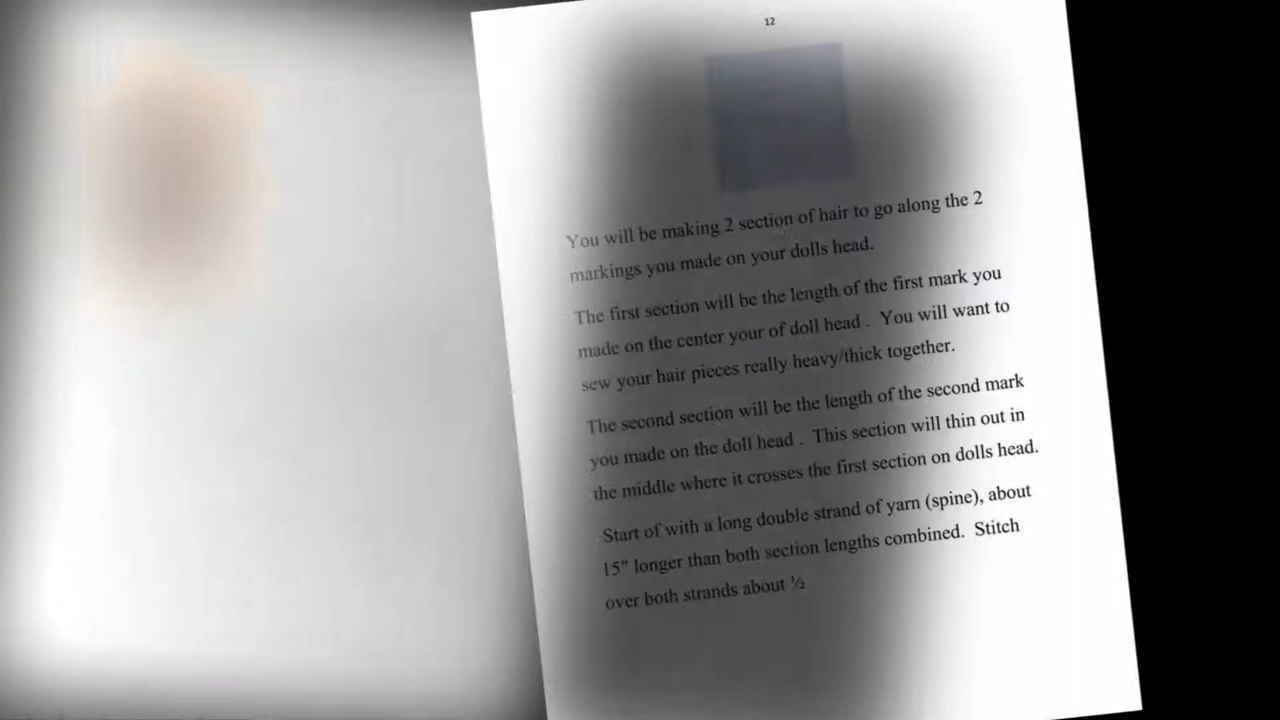 12
You will be making 2 section of hair to go along the 2
markings you made on your dolls head.
The first section will be the length of the first mark you
made on the center your of doll head .  You will want to
sew your hair pieces really heavy/thick together.
The second section will be the length of the second mark
you made on the doll head .  This section will thin out in
the middle where it crosses the first section on dolls head.
Start of with a long double strand of yarn (spine), about
15" longer than both section lengths combined.  Stitch
over both strands about ½